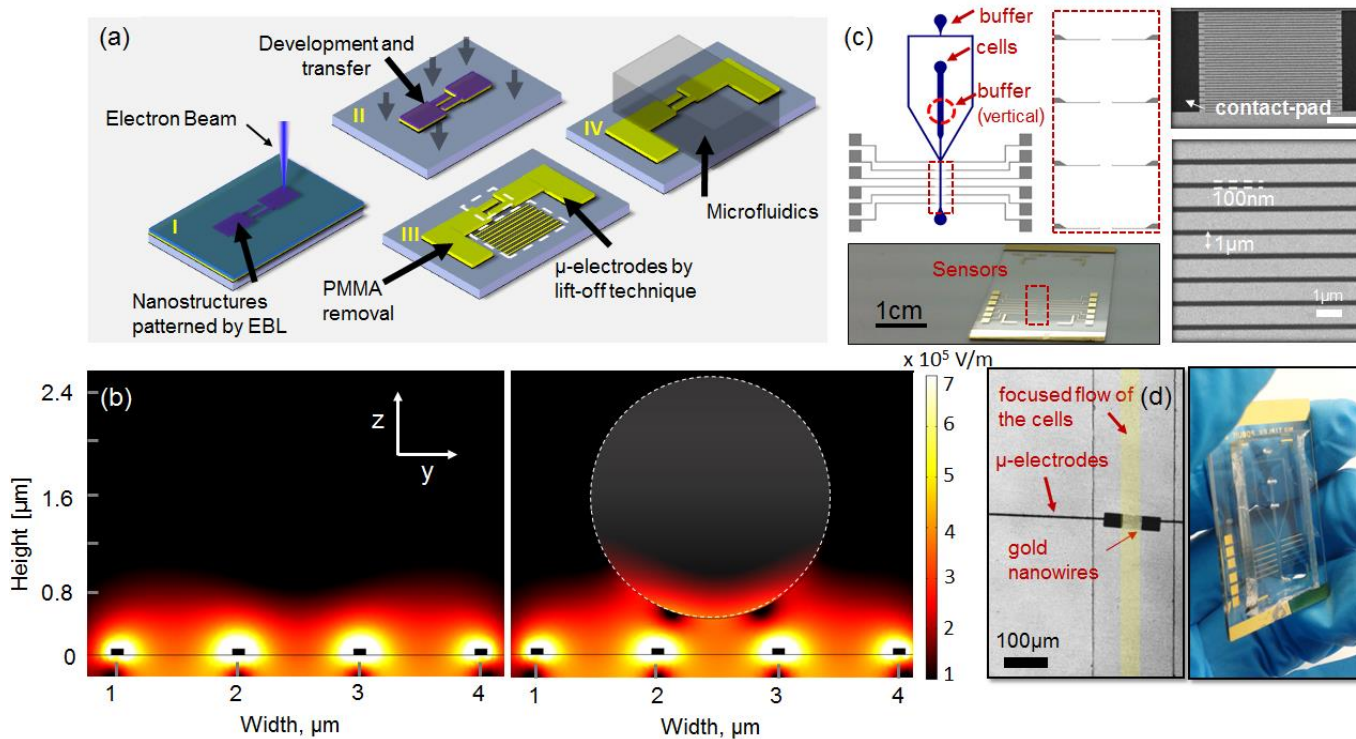 (a)
Development and
transfer
Electron Beam
I
II
III
IV
Nanostructures
patterned by EBL
PMMA
removal
μ-electrodes by
lift-off technique
Microfluidics
(c)
buffer
cells
buffer
(vertical)
contact-pad
100nm
1μm
1μm
Sensors
1cm
(b)
Height [μm]
2.4
1.6
0.8
0
z
y
1
2
3
4
Width, μm
1
2
3
4
Width, μm
x 10⁵ V/m
7
6
5
4
3
2
1
(d)
focused flow of
the cells
μ-electrodes
gold
nanowires
100μm